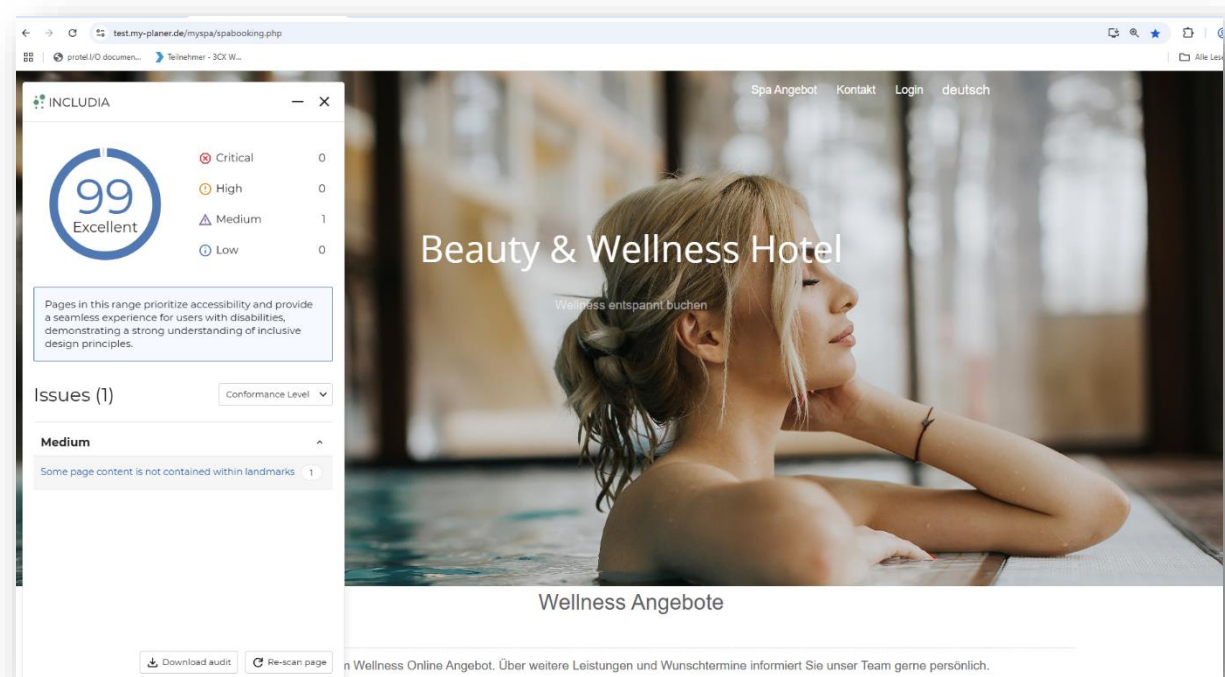 test.my-planer.de/myspa/spabooking.php
protel.I/O documen...
Teilnehmer - 3CX W...
Alle Les
INCLUDIA
Spa Angebot Kontakt Login deutsch
99
Excellent
Critical 0
High 0
Medium 1
Low 0
Beauty & Wellness Hotel
Wellness entspannt buchen
Pages in this range prioritize accessibility and provide
a seamless experience for users with disabilities,
demonstrating a strong understanding of inclusive
design principles.
Issues (1)
Conformance Level
Medium
Some page content is not contained within landmarks 1
Wellness Angebote
Download audit
Re-scan page
Wellness Online Angebot. Über weitere Leistungen und Wunschtermine informiert Sie unser Team gerne persönlich.